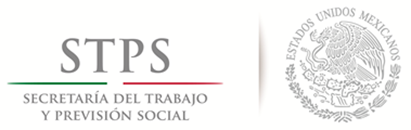 STPS
SECRETARÍA DEL TRABAJO
Y PREVISIÓN SOCIAL
ESTADOS UNIDOS MEXICANOS